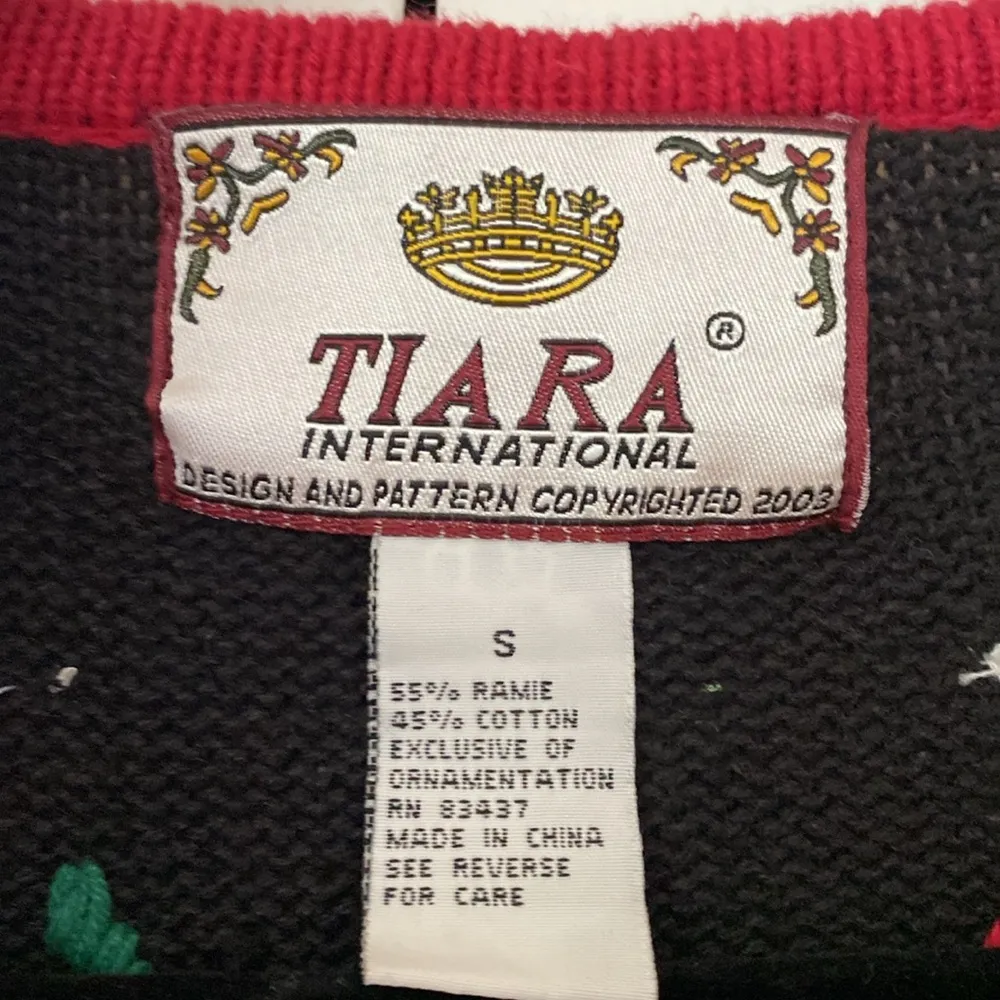 TIARA ®
INTERNATIONAL
DESIGN AND PATTERN COPYRIGHTED 2003
S
55% RAMIE
45% COTTON
EXCLUSIVE OF
ORNAMENTATION
RN 83437
MADE IN CHINA
SEE REVERSE
FOR CARE